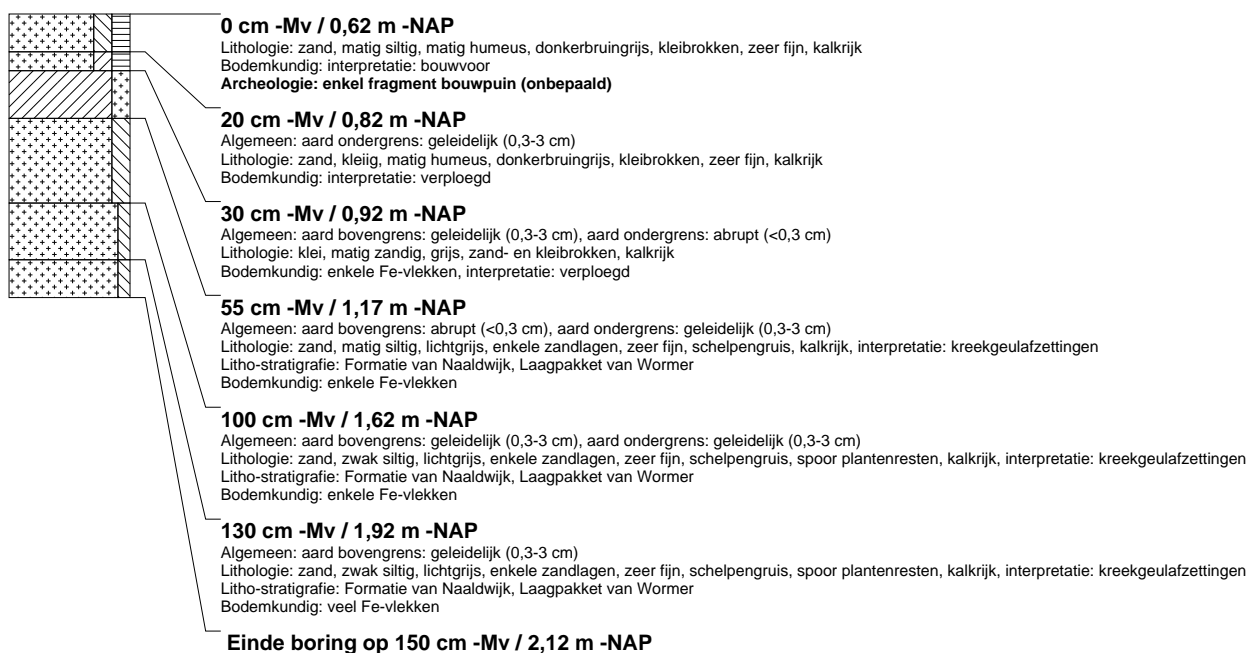 0 cm -Mv / 0,62 m -NAP
Lithologie: zand, matig siltig, matig humeus, donkerbruingrijs, kleibrokken, zeer fijn, kalkrijk
Bodemkundig: interpretatie: bouwvoor
Archeologie: enkel fragment bouwpuin (onbepaald)
20 cm -Mv / 0,82 m -NAP
Algemeen: aard ondergrens: geleidelijk (0,3-3 cm)
Lithologie: zand, kleiig, matig humeus, donkerbruingrijs, kleibrokken, zeer fijn, kalkrijk
Bodemkundig: interpretatie: verploegd
30 cm -Mv / 0,92 m -NAP
Algemeen: aard bovengrens: geleidelijk (0,3-3 cm), aard ondergrens: abrupt (<0,3 cm)
Lithologie: klei, matig zandig, grijs, zand- en kleibrokken, kalkrijk
Bodemkundig: enkele Fe-vlekken, interpretatie: verploegd
55 cm -Mv / 1,17 m -NAP
Algemeen: aard bovengrens: abrupt (<0,3 cm), aard ondergrens: geleidelijk (0,3-3 cm)
Lithologie: zand, matig siltig, lichtgrijs, enkele zandlagen, zeer fijn, schelpengruis, kalkrijk, interpretatie: kreekgeulafzettingen
Litho-stratigrafie: Formatie van Naaldwijk, Laagpakket van Wormer
Bodemkundig: enkele Fe-vlekken
100 cm -Mv / 1,62 m -NAP
Algemeen: aard bovengrens: geleidelijk (0,3-3 cm), aard ondergrens: geleidelijk (0,3-3 cm)
Lithologie: zand, zwak siltig, lichtgrijs, enkele zandlagen, zeer fijn, schelpengruis, spoor plantenresten, kalkrijk, interpretatie: kreekgeulafzettingen
Litho-stratigrafie: Formatie van Naaldwijk, Laagpakket van Wormer
Bodemkundig: enkele Fe-vlekken
130 cm -Mv / 1,92 m -NAP
Algemeen: aard bovengrens: geleidelijk (0,3-3 cm)
Lithologie: zand, zwak siltig, lichtgrijs, enkele zandlagen, zeer fijn, schelpengruis, spoor plantenresten, kalkrijk, interpretatie: kreekgeulafzettingen
Litho-stratigrafie: Formatie van Naaldwijk, Laagpakket van Wormer
Bodemkundig: veel Fe-vlekken
Einde boring op 150 cm -Mv / 2,12 m -NAP